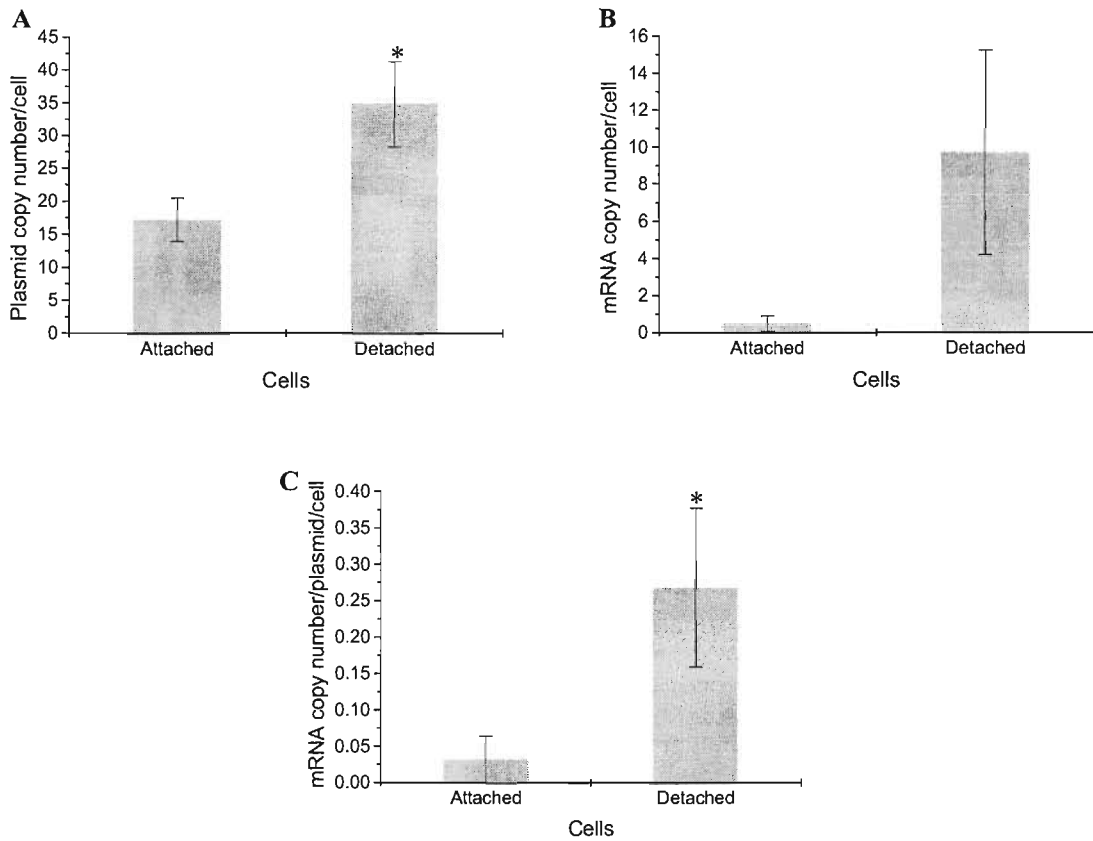 A
Plasmid copy number/cell
45
40
35
30
25
20
15
10
5
0
*
Attached
Detached
Cells
B
mRNA copy number/cell
16
14
12
10
8
6
4
2
0
Attached
Detached
Cells
C
mRNA copy number/plasmid/cell
0.40
0.35
0.30
0.25
0.20
0.15
0.10
0.05
0.00
*
Attached
Detached
Cells